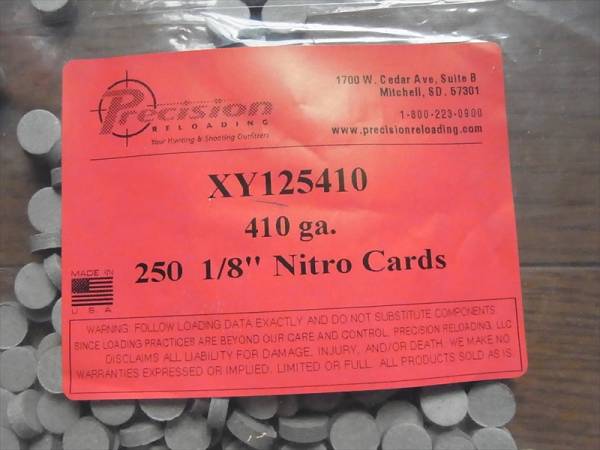 Precision
RELOADING
Your Hunting & Shooting Outfitters
1700 W. Cedar Ave, Suite B
Mitchell, SD. 57301
1-800-223-0900
www.precisionreloading.com
XY125410
410 ga.
250 1/8" Nitro Cards
MADE IN
USA
WARNING: FOLLOW LOADING DATA EXACTLY AND DO NOT SUBSTITUTE COMPONENTS.
SINCE LOADING PRACTICES ARE BEYOND OUR CARE AND CONTROL, PRECISION RELOADING, LLC
DISCLAIMS ALL LIABILITY FOR DAMAGE, INJURY, AND/OR DEATH. WE MAKE NO
WARRANTIES EXPRESSED OR IMPLIED, LIMITED OR FULL. ALL PRODUCTS SOLD AS IS.